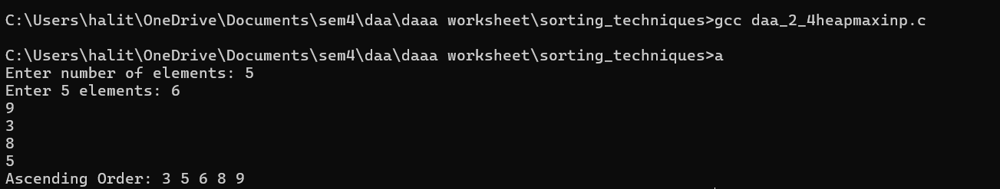 C:\Users\halit\OneDrive\Documents\sem4\daa\daaa worksheet\sorting_techniques>gcc daa_2_4heapmaxinp.c
C:\Users\halit\OneDrive\Documents\sem4\daa\daaa worksheet\sorting_techniques>a
Enter number of elements: 5
Enter 5 elements: 6
9
3
8
5
Ascending Order: 3 5 6 8 9